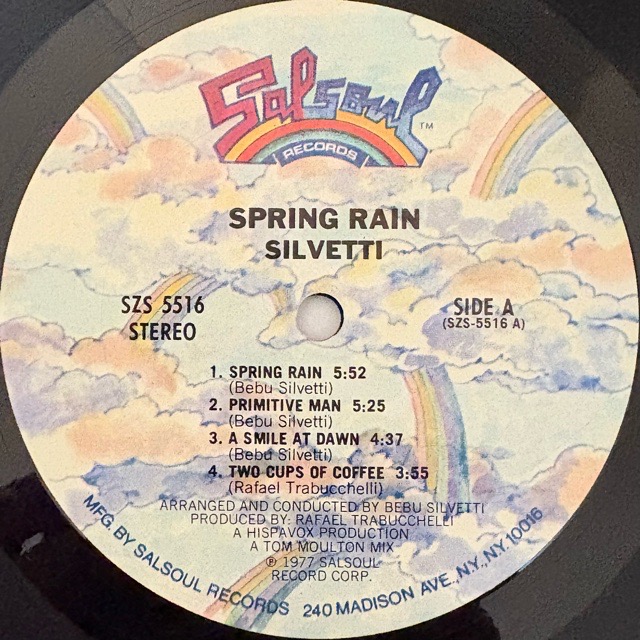 Salsoul TM
RECORDS
SPRING RAIN
SILVETTI
SZS 5516
STEREO
SIDE A
(SZS-5516 A)
1. SPRING RAIN 5:52
(Bebu Silvetti)
2. PRIMITIVE MAN 5:25
(Bebu Silvetti)
3. A SMILE AT DAWN 4:37
(Bebu Silvetti)
4. TWO CUPS OF COFFEE 3:55
(Rafael Trabucchelli)
ARRANGED AND CONDUCTED BY BEBU SILVETTI
PRODUCED BY: RAFAEL TRABUCCHELLI
A HISPAVOX PRODUCTION
A TOM MOULTON MIX
℗ 1977 SALSOUL
RECORD CORP.
MFG. BY SALSOUL RECORDS 240 MADISON AVE., N.Y., N.Y. 10016